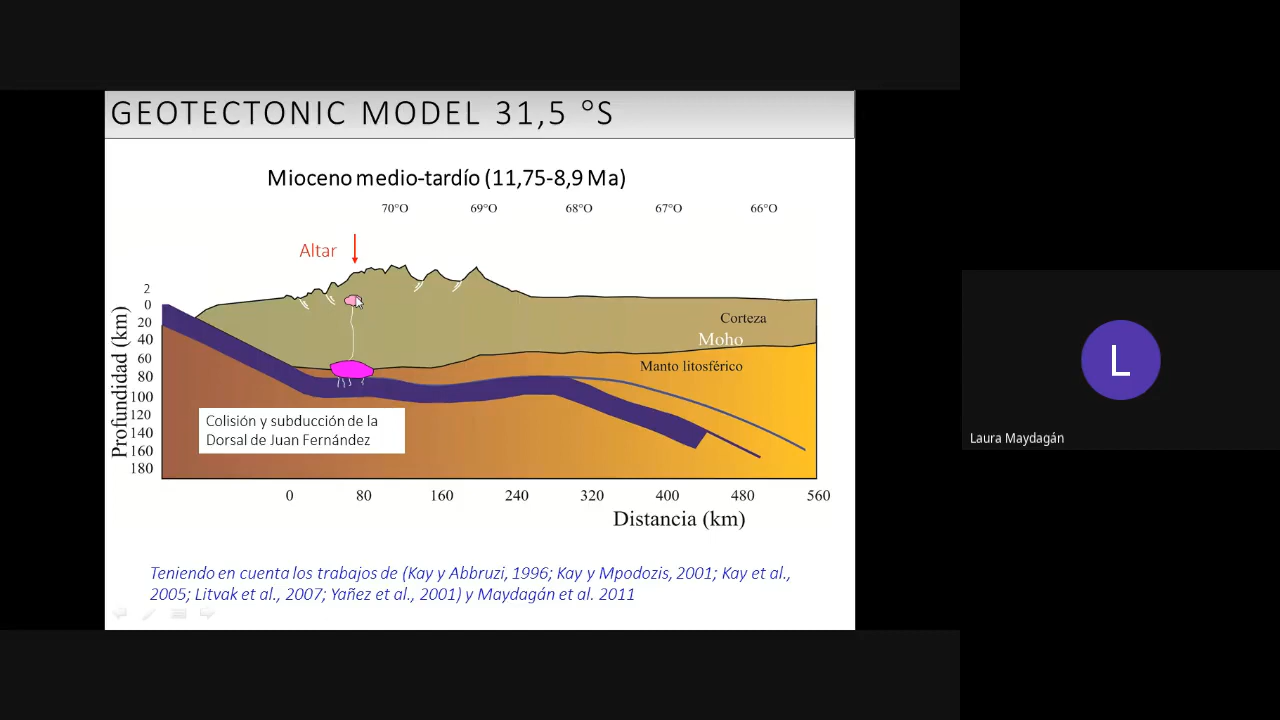 GEOTECTONIC MODEL 31,5 °S
Mioceno medio-tardío (11,75-8,9 Ma)
70°O 69°O 68°O 67°O 66°O
Altar
2
0
20
40
60
80
100
120
140
160
180
Profundidad (km)
Corteza
Moho
Manto litosférico
Colisión y subducción de la
Dorsal de Juan Fernández
0 80 160 240 320 400 480 560
Distancia (km)
Teniendo en cuenta los trabajos de (Kay y Abbruzi, 1996; Kay y Mpodozis, 2001; Kay et al.,
2005; Litvak et al., 2007; Yañez et al., 2001) y Maydagán et al. 2011
L
Laura Maydagán